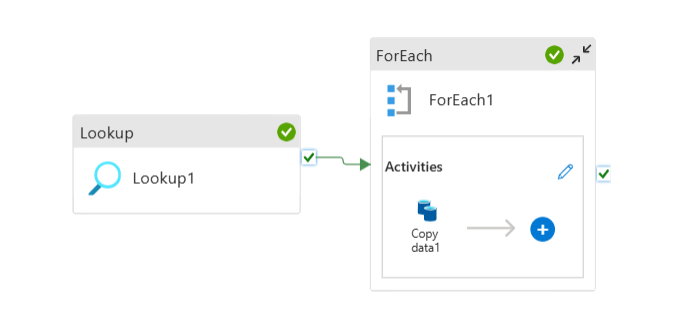 ForEach
ForEach1
Lookup
Lookup1
Activities
Copy
data1